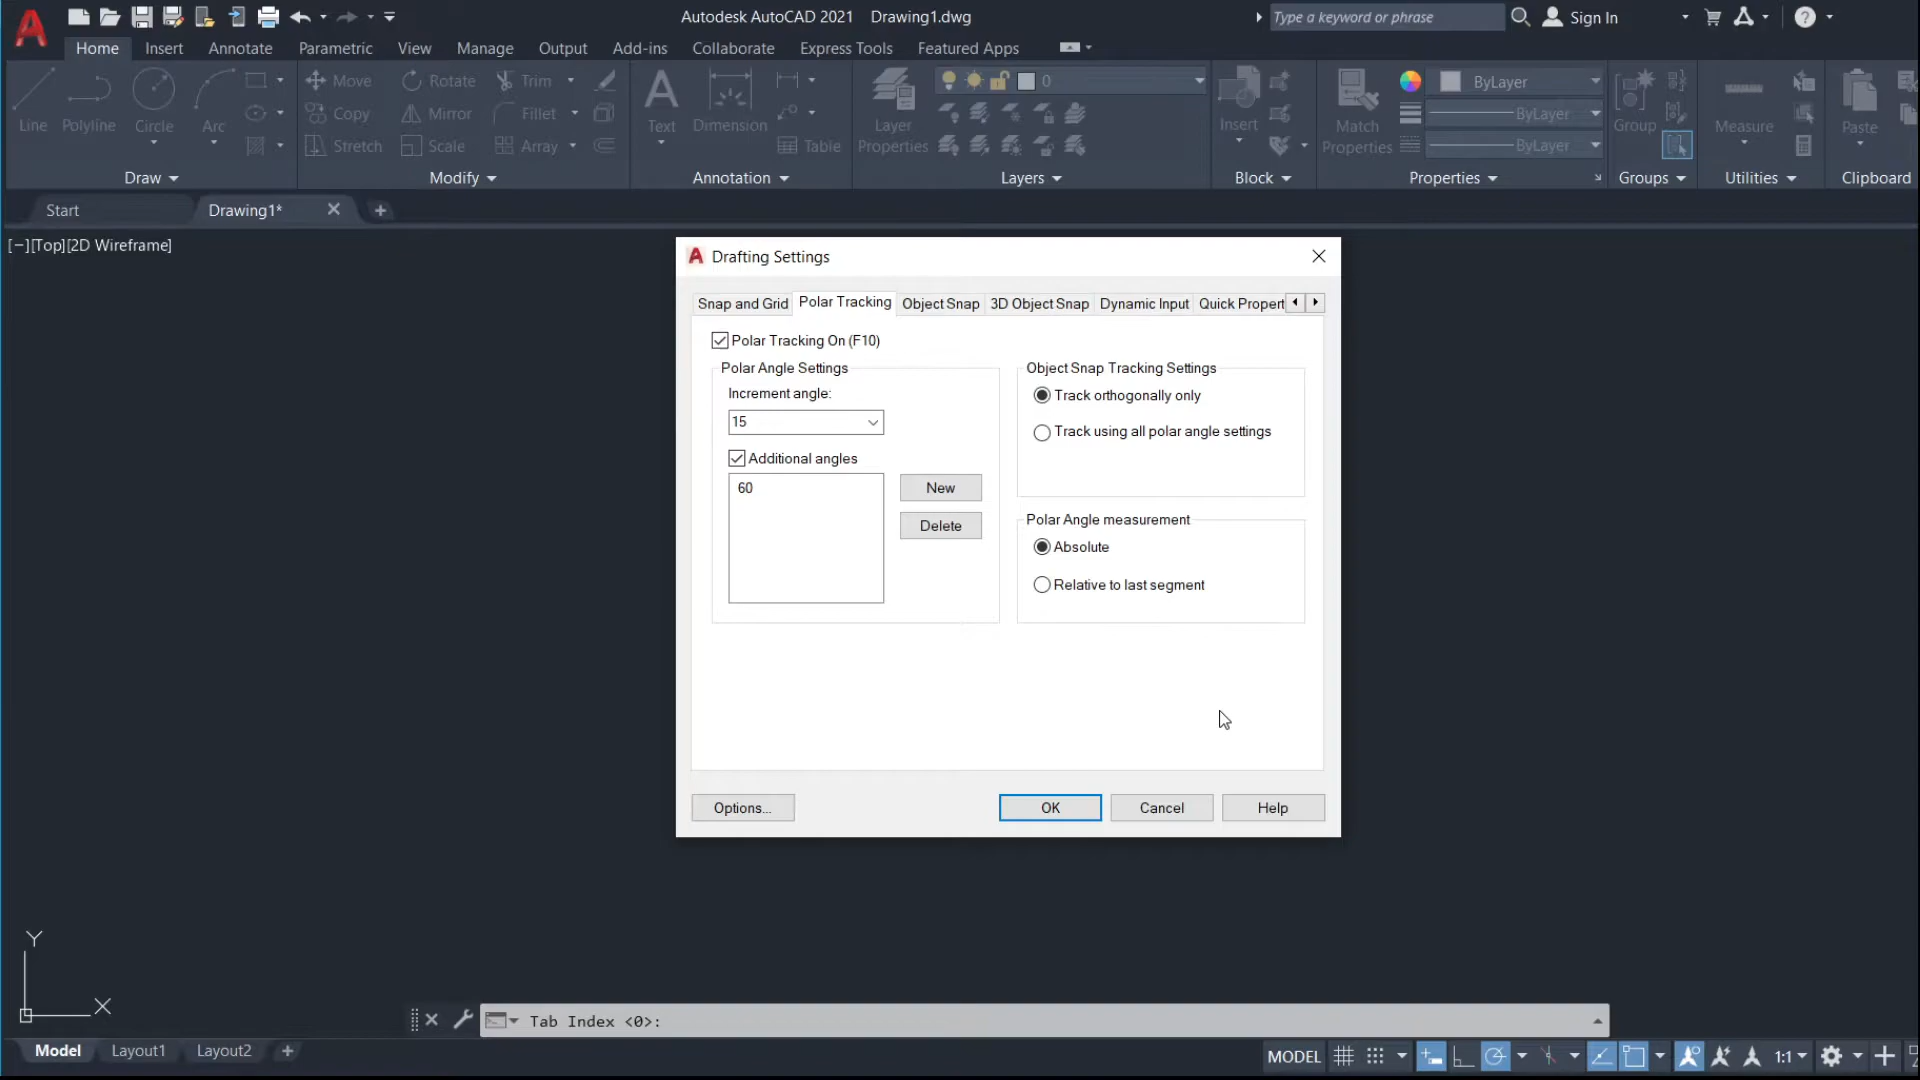 Autodesk AutoCAD 2021 Drawing1.dwg Type a keyword or phrase Sign In
Home Insert Annotate Parametric View Manage Output Add-ins Collaborate Express Tools Featured Apps
Line Polyline Circle Arc
Move Rotate Trim
Copy Mirror Fillet
Stretch Scale Array
Text Dimension Table
Layer Properties
0
Insert
Match Properties
ByLayer
ByLayer
ByLayer
Group
Measure
Paste
Draw Modify Annotation Layers Block Properties Groups Utilities Clipboard
Start Drawing1*
[−][Top][2D Wireframe]
Drafting Settings
Snap and Grid Polar Tracking Object Snap 3D Object Snap Dynamic Input Quick Propert
Polar Tracking On (F10)
Polar Angle Settings
Increment angle:
15
Additional angles
60
New
Delete
Object Snap Tracking Settings
Track orthogonally only
Track using all polar angle settings
Polar Angle measurement
Absolute
Relative to last segment
Options... OK Cancel Help
Y
X
Tab Index <0>:
Model Layout1 Layout2 +
MODEL 1:1